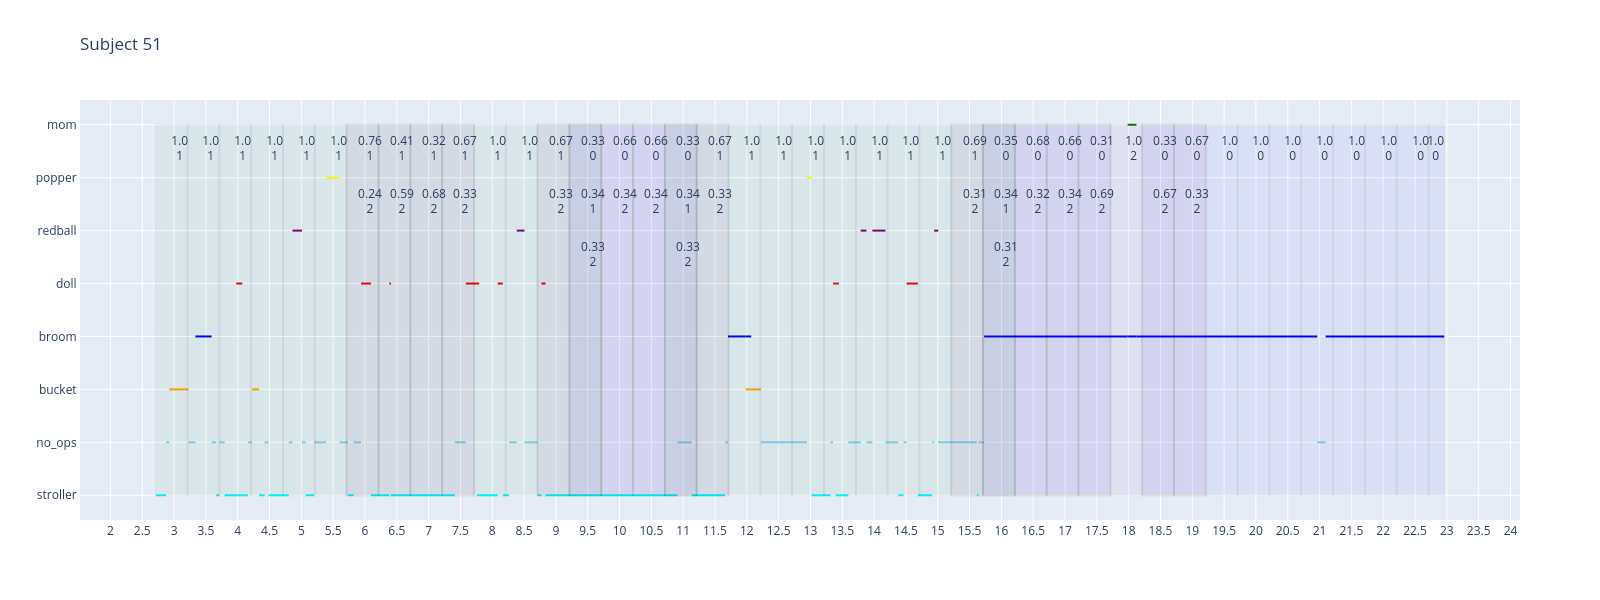 Subject 51
mom
1.0 1.0 1.0 1.0 1.0 1.0 0.76 0.41 0.32 0.67 1.0 1.0 0.67 0.33 0.66 0.66 0.33 0.67 1.0 1.0 1.0 1.0 1.0 1.0 1.0 0.69 0.35 0.68 0.66 0.31 1.0 0.33 0.67 1.0 1.0 1.0 1.0 1.0 1.0 1.0 1.0
1 1 1 1 1 1 1 1 1 1 1 1 1 0 0 0 0 1 1 1 1 1 1 1 1 1 0 0 0 0 2 0 0 0 0 0 0 0 0 0 0
popper
0.24 0.59 0.68 0.33 0.33 0.34 0.34 0.34 0.34 0.33 0.31 0.34 0.32 0.34 0.69 0.67 0.33
2 2 2 2 2 1 2 2 1 2 2 1 2 2 2 2 2
redball
0.33 0.33 0.31
2 2 2
doll
broom
bucket
no_ops
stroller
2 2.5 3 3.5 4 4.5 5 5.5 6 6.5 7 7.5 8 8.5 9 9.5 10 10.5 11 11.5 12 12.5 13 13.5 14 14.5 15 15.5 16 16.5 17 17.5 18 18.5 19 19.5 20 20.5 21 21.5 22 22.5 23 23.5 24